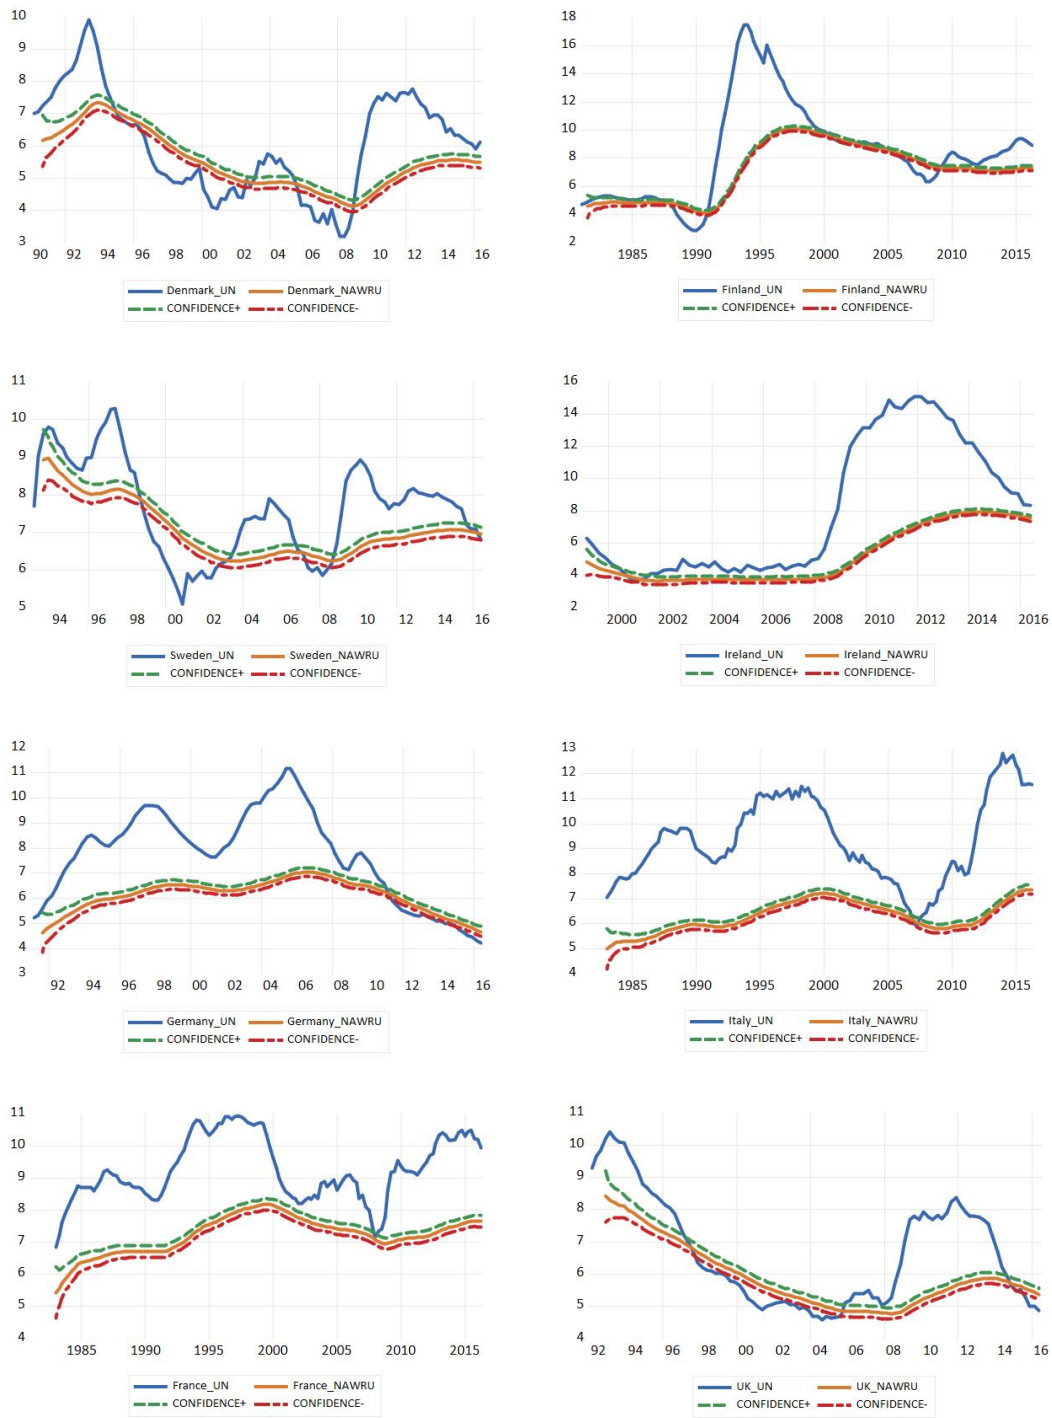 10
9
8
7
6
5
4
3
90 92 94 96 98 00 02 04 06 08 10 12 14 16
Denmark_UN Denmark_NAWRU
CONFIDENCE+ CONFIDENCE-
18
16
14
12
10
8
6
4
2
1985 1990 1995 2000 2005 2010 2015
Finland_UN Finland_NAWRU
CONFIDENCE+ CONFIDENCE-
11
10
9
8
7
6
5
94 96 98 00 02 04 06 08 10 12 14 16
Sweden_UN Sweden_NAWRU
CONFIDENCE+ CONFIDENCE-
16
14
12
10
8
6
4
2
2000 2002 2004 2006 2008 2010 2012 2014 2016
Ireland_UN Ireland_NAWRU
CONFIDENCE+ CONFIDENCE-
12
11
10
9
8
7
6
5
4
3
92 94 96 98 00 02 04 06 08 10 12 14 16
Germany_UN Germany_NAWRU
CONFIDENCE+ CONFIDENCE-
13
12
11
10
9
8
7
6
5
4
1985 1990 1995 2000 2005 2010 2015
Italy_UN Italy_NAWRU
CONFIDENCE+ CONFIDENCE-
11
10
9
8
7
6
5
4
1985 1990 1995 2000 2005 2010 2015
France_UN France_NAWRU
CONFIDENCE+ CONFIDENCE-
11
10
9
8
7
6
5
4
92 94 96 98 00 02 04 06 08 10 12 14 16
UK_UN UK_NAWRU
CONFIDENCE+ CONFIDENCE-